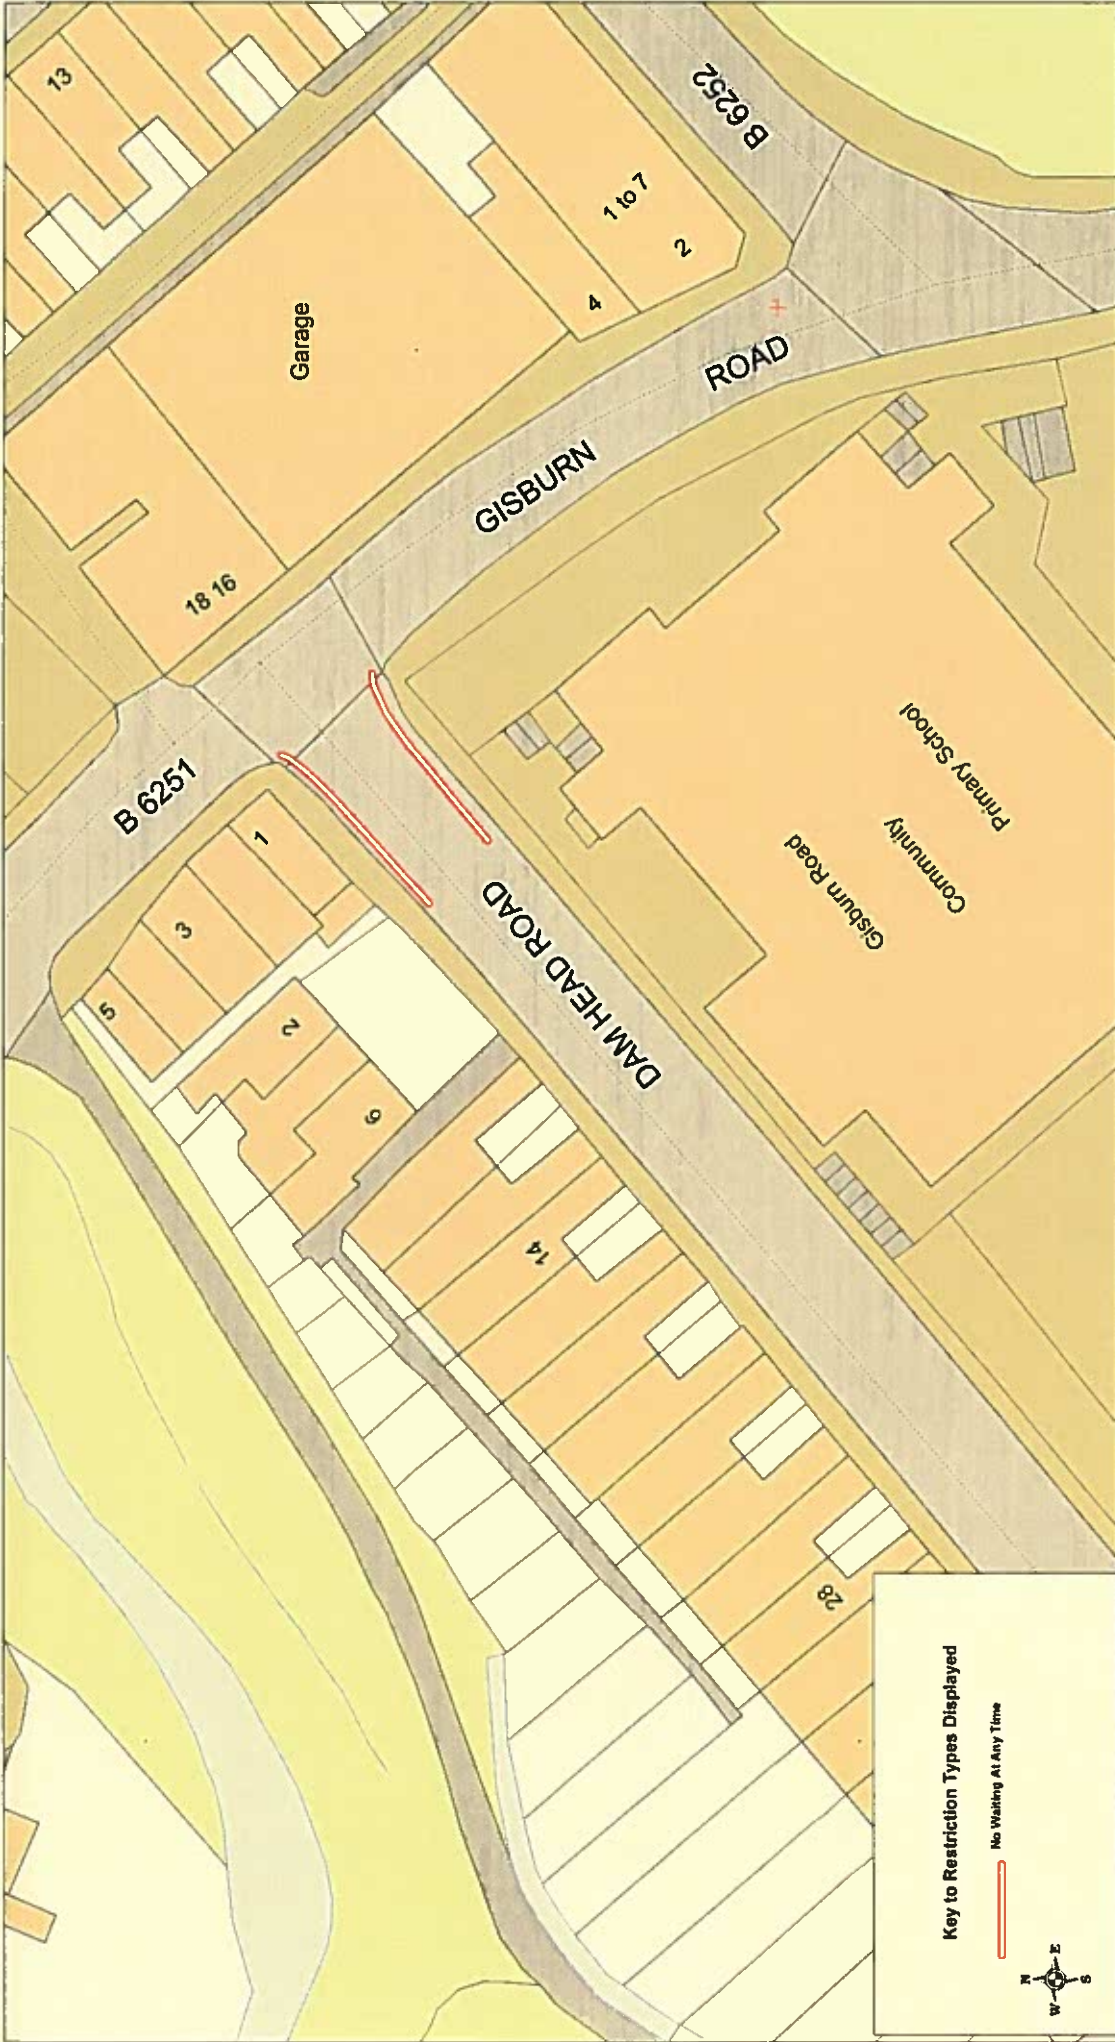 13
5
B 6251
3
18 16
1
2
Garage
6
GISBURN
14
4
DAM HEAD ROAD
1 to 7
2
B 6252
ROAD
28
Gisburn Road
Community
Primary School
Key to Restriction Types Displayed
No Waiting At Any Time
N
W E
S